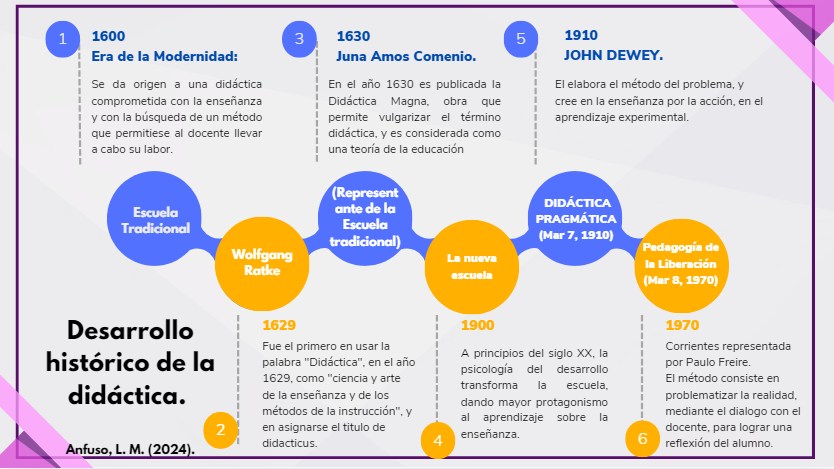 1
1600
Era de la Modernidad:
Se da origen a una didáctica
comprometida con la enseñanza
y con la búsqueda de un método
que permitiese al docente llevar
a cabo su labor.
3
1630
Juna Amos Comenio.
En el año 1630 es publicada la
Didáctica Magna, obra que
permite vulgarizar el término
didáctica, y es considerada como
una teoría de la educación
5
1910
JOHN DEWEY.
El elabora el método del problema, y
cree en la enseñanza por la acción, en el
aprendizaje experimental.
Escuela
Tradicional
Wolfgang
Ratke
(Represent
ante de la
Escuela
tradicional)
La nueva
escuela
DIDÁCTICA
PRAGMÁTICA
(Mar 7, 1910)
Pedagogía de
la Liberación
(Mar 8, 1970)
Desarrollo
histórico de la
didáctica.
Anfuso, L. M. (2024).
2
1629
Fue el primero en usar la
palabra "Didáctica", en el año
1629, como "ciencia y arte
de la enseñanza y de los
métodos de la instrucción", y
en asignarse el titulo de
didacticus.
4
1900
A principios del siglo XX, la
psicología del desarrollo
transforma la escuela,
dando mayor protagonismo
al aprendizaje sobre la
enseñanza.
6
1970
Corrientes representada
por Paulo Freire.
El método consiste en
problematizar la realidad,
mediante el dialogo con el
docente, para lograr una
reflexión del alumno.